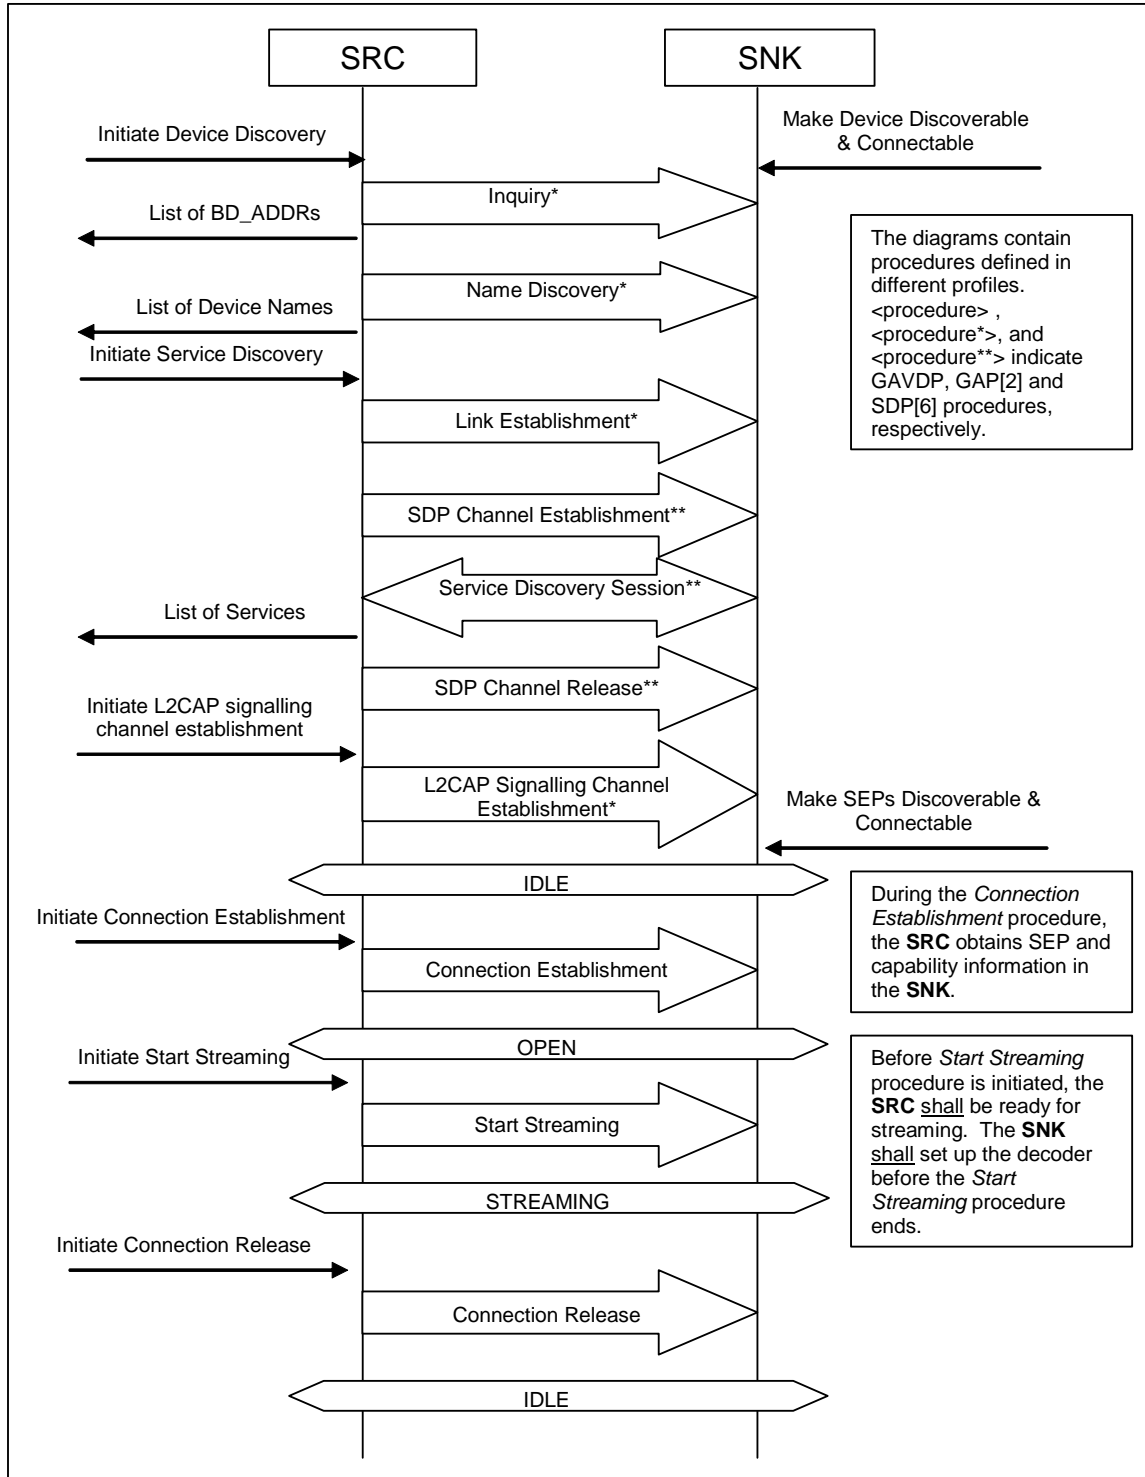 SRC
SNK
Initiate Device Discovery
Make Device Discoverable
& Connectable
Inquiry*
List of BD_ADDRs
The diagrams contain
procedures defined in
different profiles.
<procedure> ,
<procedure*>, and
<procedure**> indicate
GAVDP, GAP[2] and
SDP[6] procedures,
respectively.
Name Discovery*
List of Device Names
Initiate Service Discovery
Link Establishment*
SDP Channel Establishment**
Service Discovery Session**
List of Services
SDP Channel Release**
Initiate L2CAP signalling
channel establishment
L2CAP Signalling Channel
Establishment*
Make SEPs Discoverable &
Connectable
IDLE
During the Connection
Establishment procedure,
the SRC obtains SEP and
capability information in
the SNK.
Initiate Connection Establishment
Connection Establishment
OPEN
Initiate Start Streaming
Before Start Streaming
procedure is initiated, the
SRC shall be ready for
streaming.  The SNK
shall set up the decoder
before the Start
Streaming procedure
ends.
Start Streaming
STREAMING
Initiate Connection Release
Connection Release
IDLE